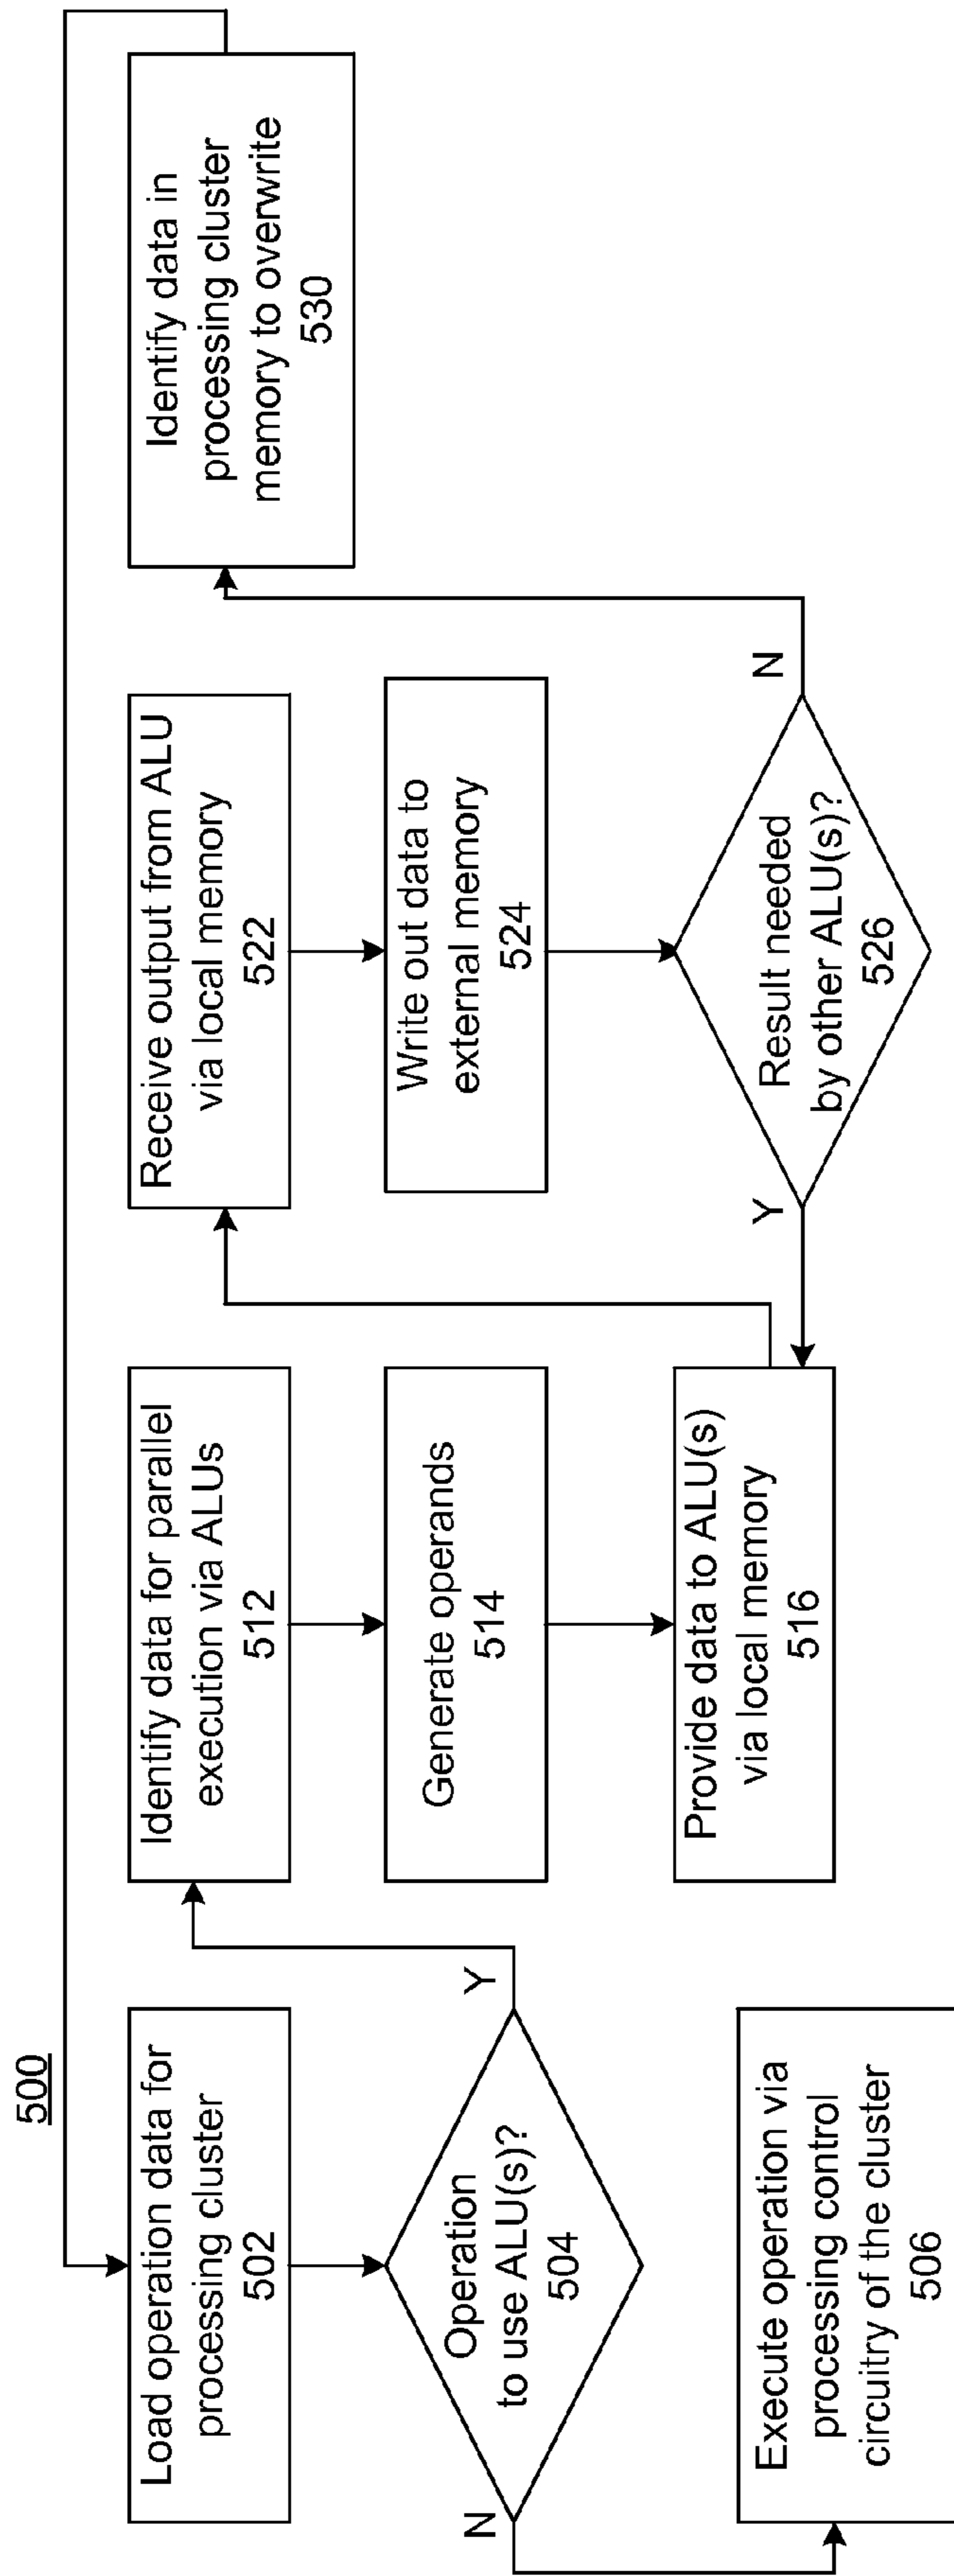 500
Load operation data for
processing cluster
502
Operation
to use ALU(s)?
504
N
Y
Execute operation via
processing control
circuitry of the cluster
506
Identify data for parallel
execution via ALUs
512
Generate operands
514
Provide data to ALU(s)
via local memory
516
Receive output from ALU
via local memory
522
Write out data to
external memory
524
Result needed
by other ALU(s)?
526
Y
N
Identify data in
processing cluster
memory to overwrite
530